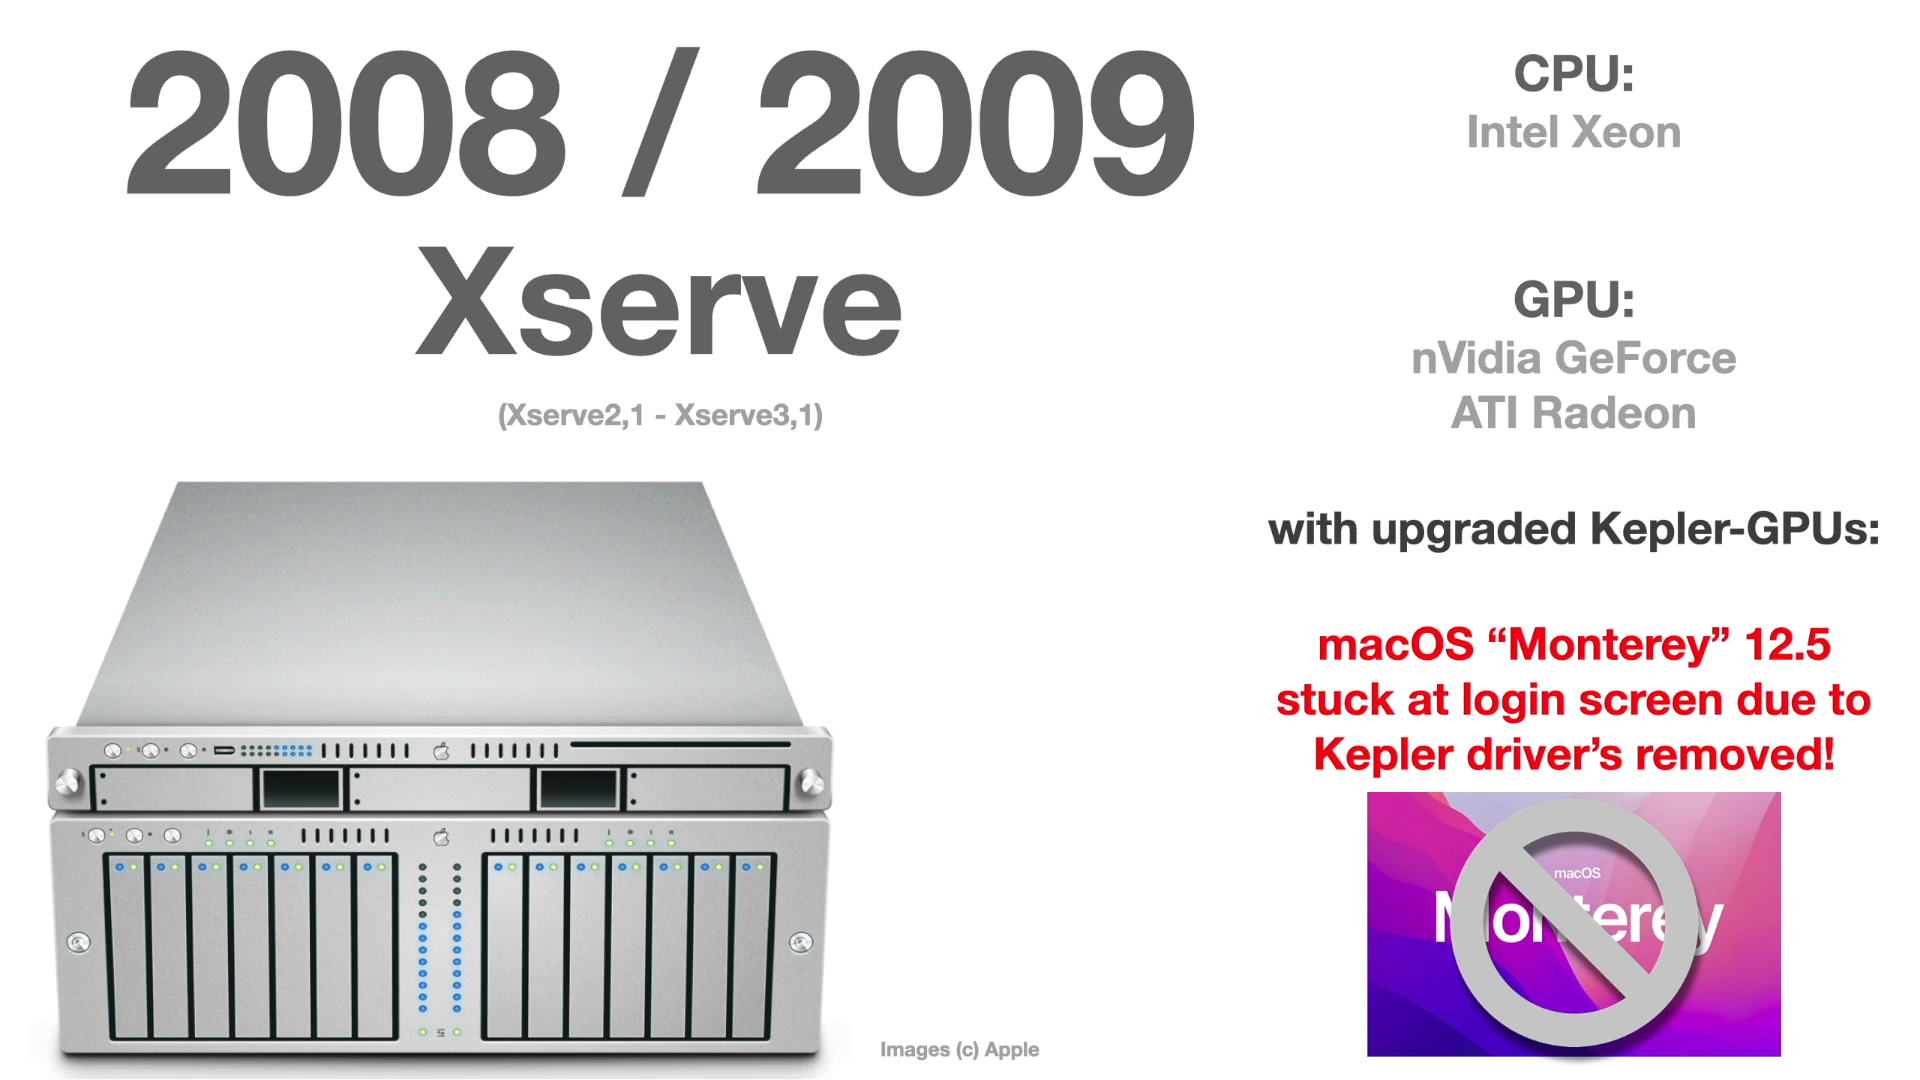 2008 / 2009
Xserve
(Xserve2,1 - Xserve3,1)
CPU:
Intel Xeon
GPU:
nVidia GeForce
ATI Radeon
with upgraded Kepler-GPUs:
macOS “Monterey” 12.5
stuck at login screen due to
Kepler driver’s removed!
macOS
Monterey
Images (c) Apple